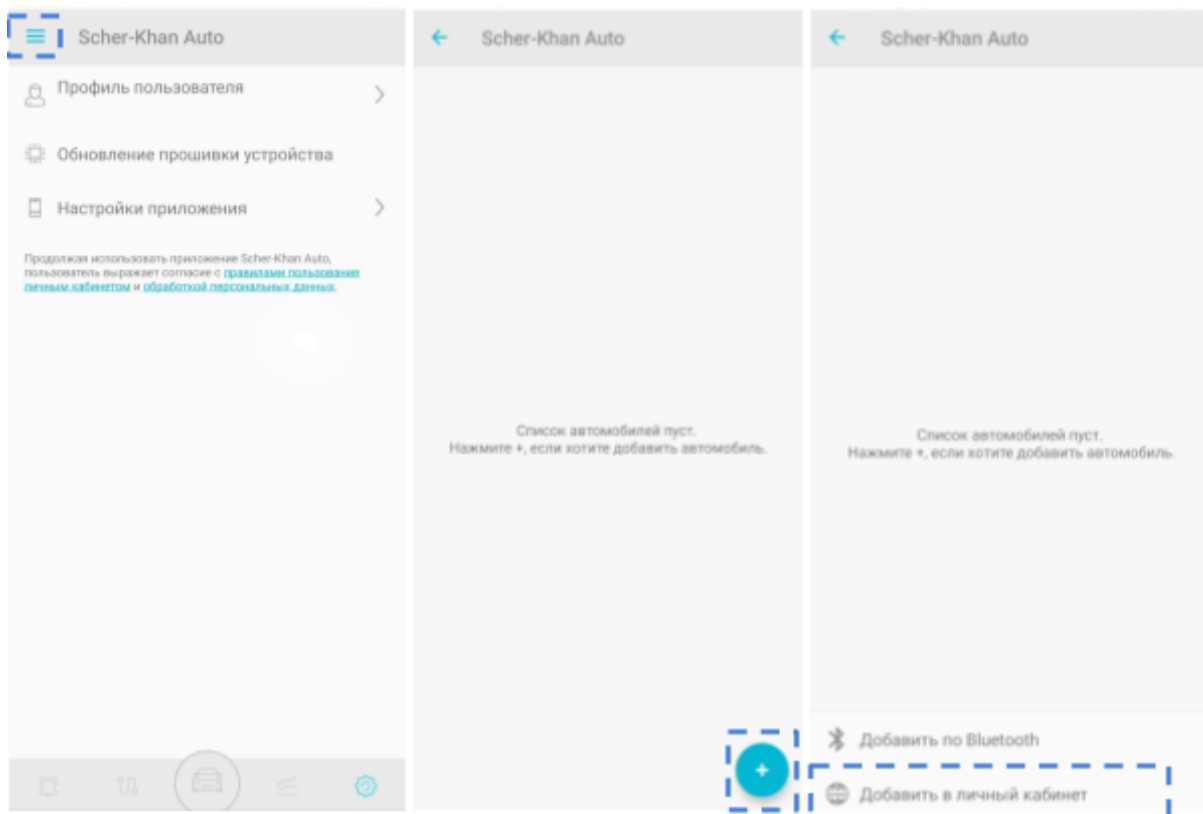 Scher-Khan Auto
Профиль пользователя
Обновление прошивки устройства
Настройки приложения
Продолжая использовать приложение Scher-Khan Auto,
пользователь выражает согласие с правилами пользования
личным кабинетом и обработкой персональных данных.
Scher-Khan Auto
Список автомобилей пуст.
Нажмите +, если хотите добавить автомобиль.
+
Scher-Khan Auto
Список автомобилей пуст.
Нажмите +, если хотите добавить автомобиль.
Добавить по Bluetooth
Добавить в личный кабинет